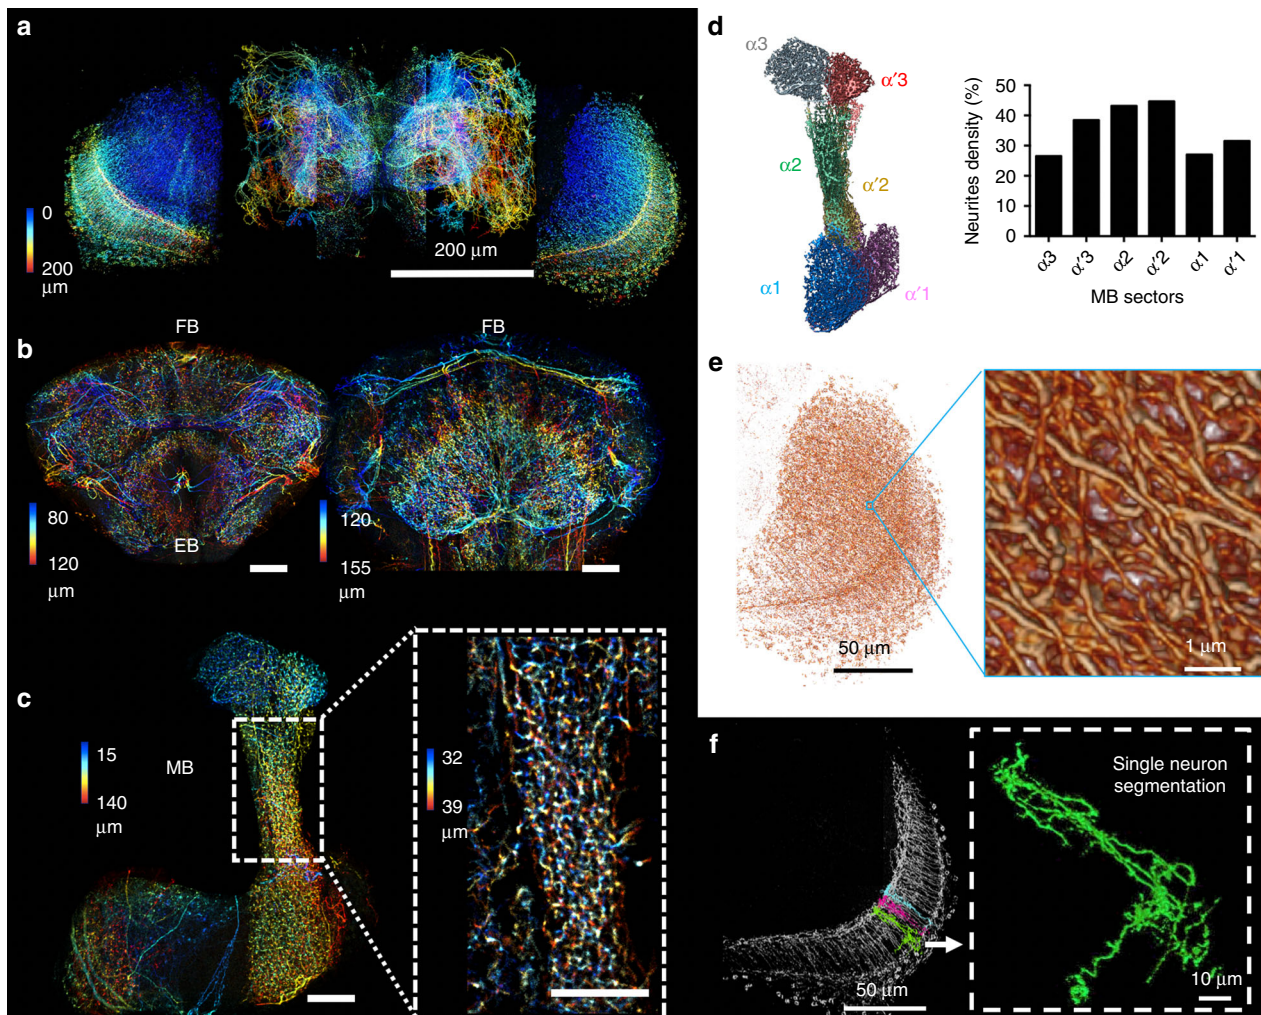 a
0
200
μm
200 μm
b
FB
FB
EB
80
120
μm
120
155
μm
c
MB
15
140
μm
32
39
μm
d
α3
α′3
α2
α′2
α1
α′1
Neurites density (%)
50
40
30
20
10
0
α3
α′3
α2
α′2
α1
α′1
MB sectors
e
50 μm
1 μm
f
50 μm
Single neuron
segmentation
10 μm